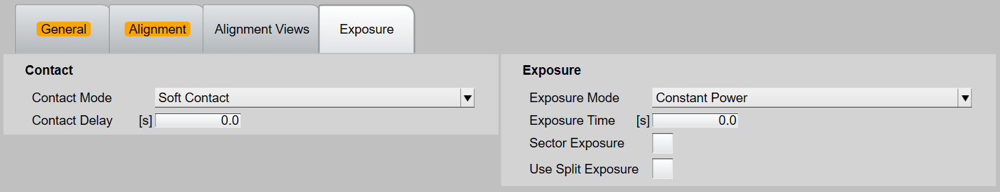 General Alignment Alignment Views Exposure
Contact
Contact Mode Soft Contact
Contact Delay [s] 0.0
Exposure
Exposure Mode Constant Power
Exposure Time [s] 0.0
Sector Exposure
Use Split Exposure